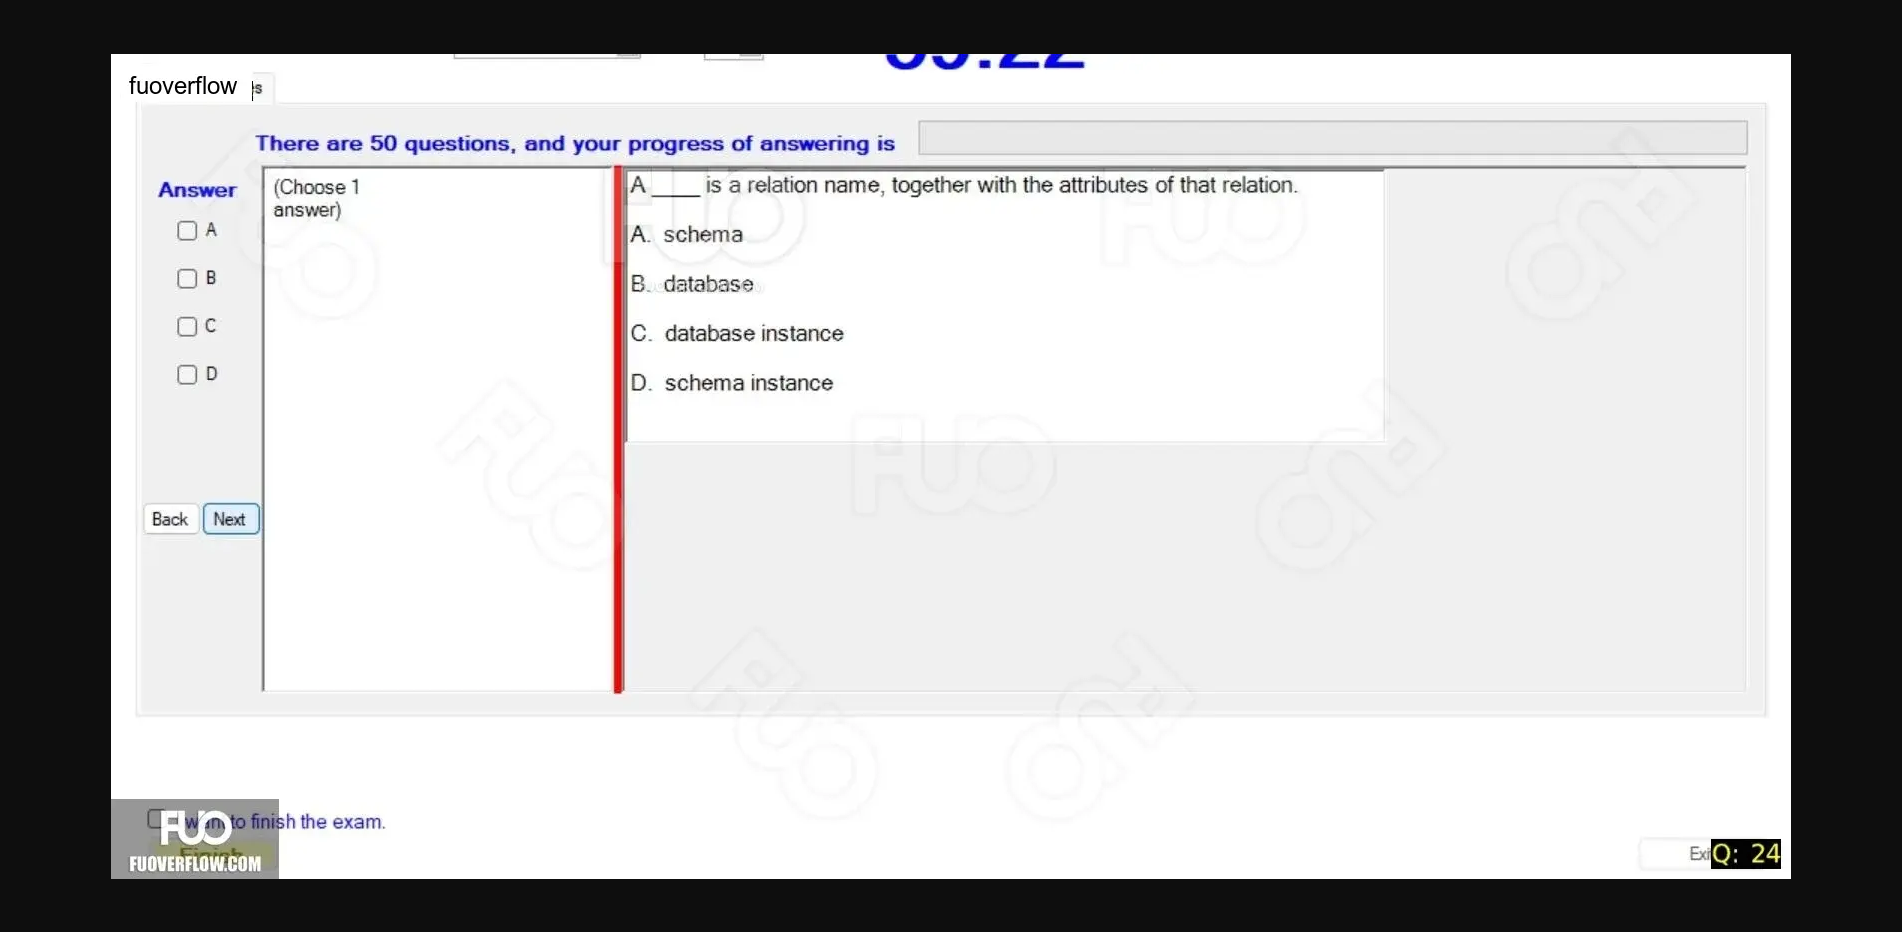 fuoverflow s
There are 50 questions, and your progress of answering is
Answer
(Choose 1
answer)
A
B
C
D
A ____ is a relation name, together with the attributes of that relation.
A. schema
B. database
C. database instance
D. schema instance
Back Next
FUO
want to finish the exam.
Finish
FUOVERFLOW.COM
Exi
Q: 24